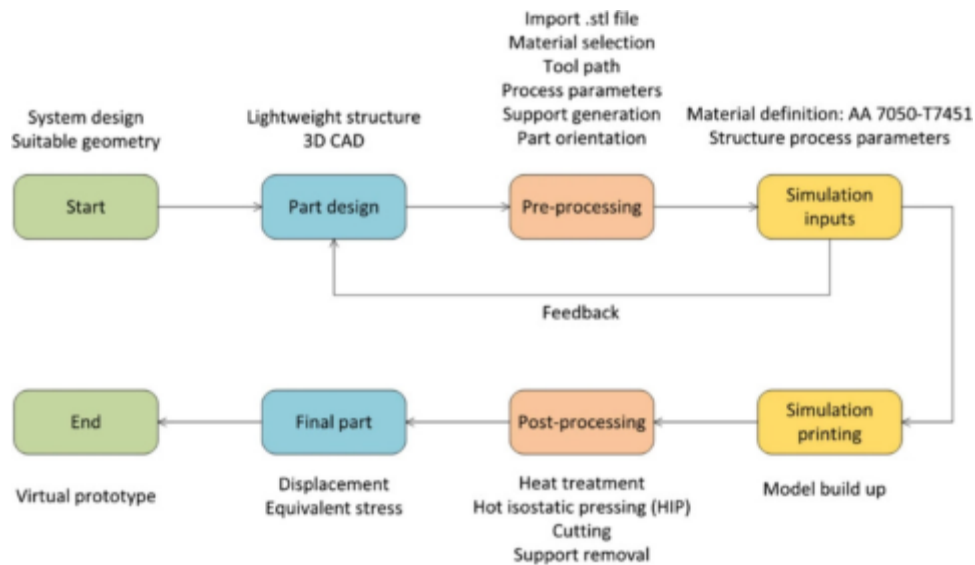 Import .stl file
Material selection
Tool path
Process parameters
Support generation
Part orientation
System design
Suitable geometry
Lightweight structure
3D CAD
Material definition: AA 7050-T7451
Structure process parameters
Start
Part design
Pre-processing
Simulation
inputs
Feedback
End
Final part
Post-processing
Simulation
printing
Virtual prototype
Displacement
Equivalent stress
Heat treatment
Hot isostatic pressing (HIP)
Cutting
Support removal
Model build up